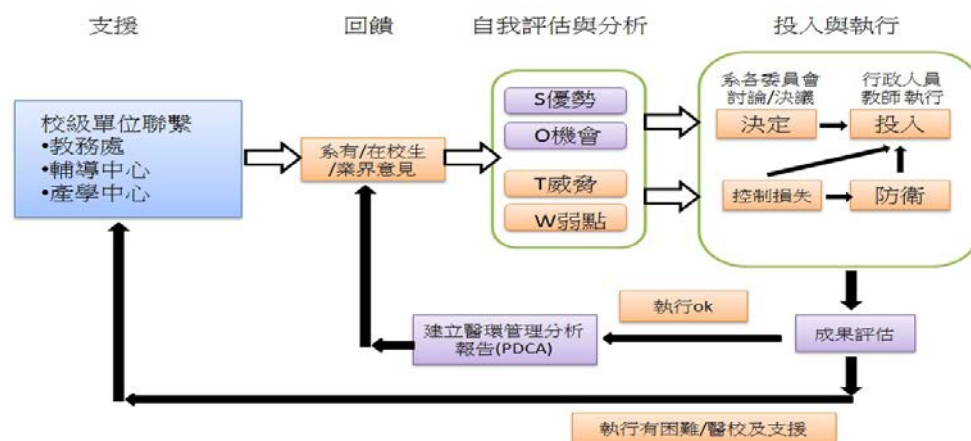 支援
回饋
自我評估與分析
投入與執行
校級單位聯繫
•教務處
•輔導中心
•產學中心
系有/在校生
/業界意見
S優勢
O機會
T威脅
W弱點
系各委員會
討論/決議
行政人員
教師 執行
決定
投入
控制損失
防衛
執行ok
建立醫環管理分析
報告(PDCA)
成果評估
執行有困難/醫校及支援